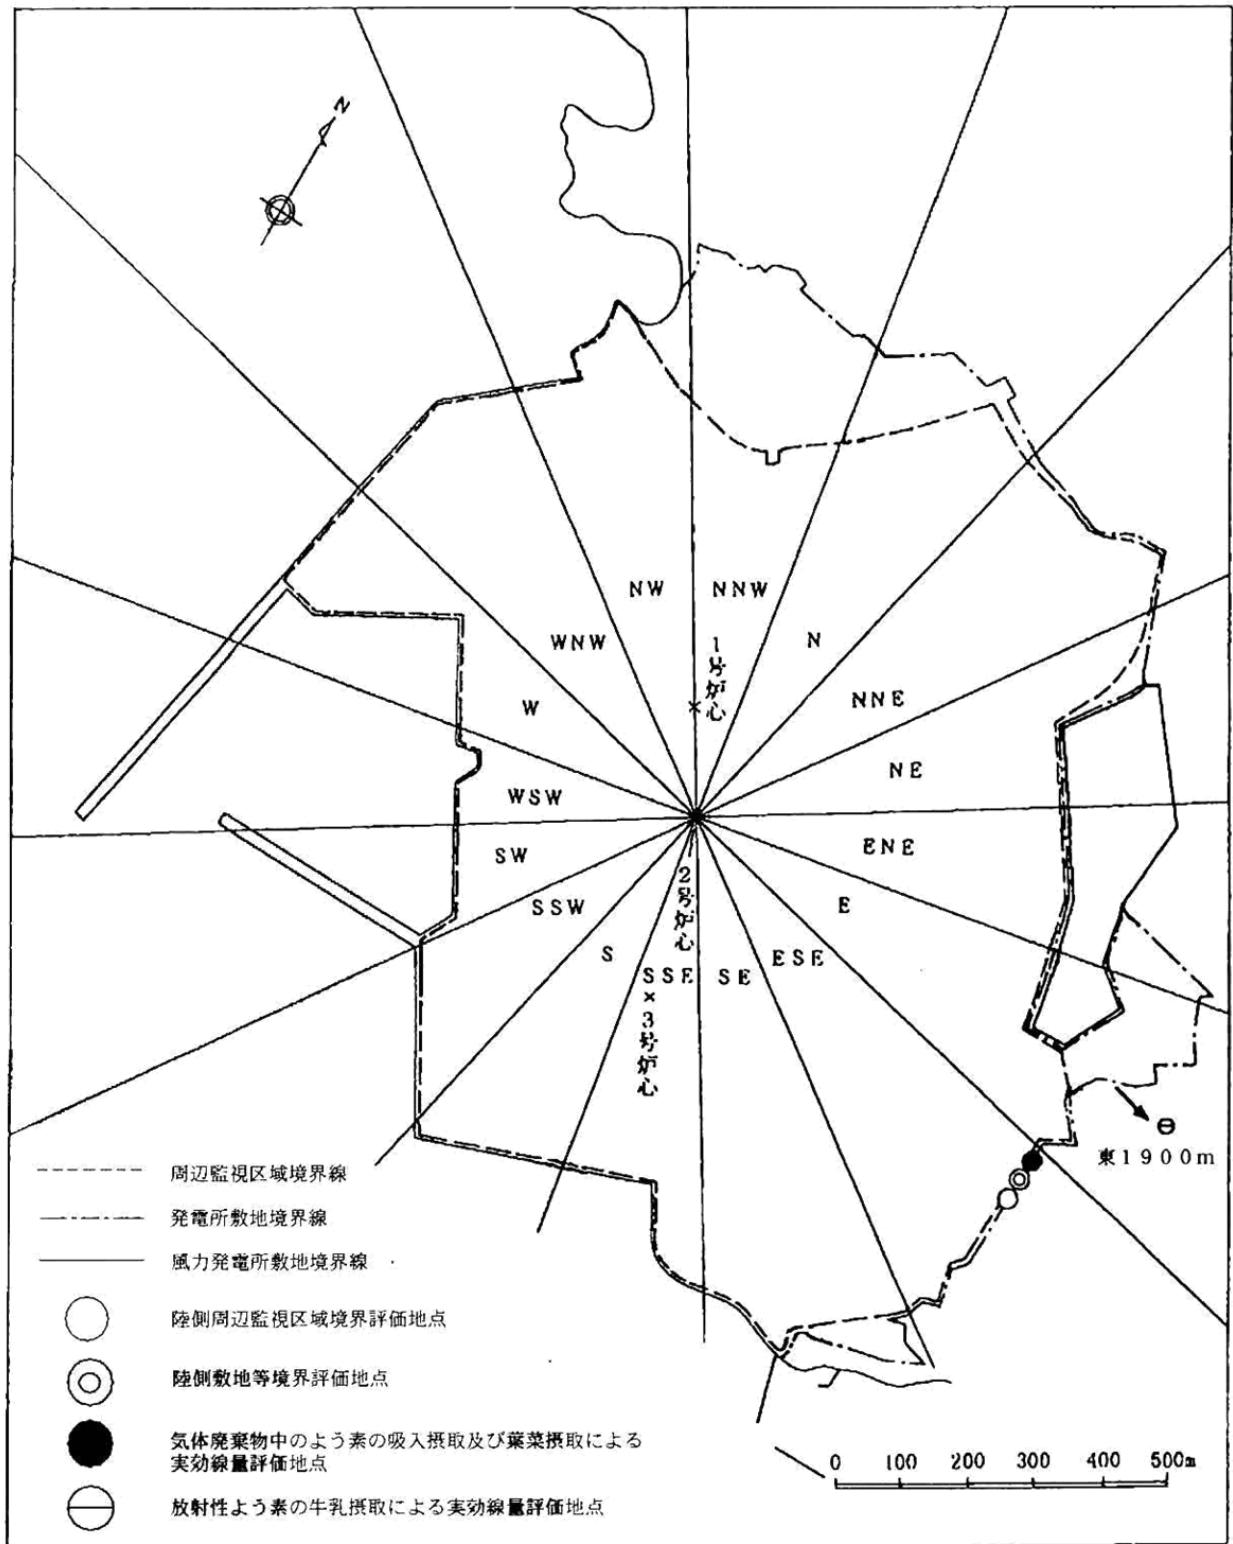 N
NW
NNW
WNW
N
1号炉心
W
NNE
NE
WSW
ENE
SW
2号炉心
E
SSW
S
ESE
SSE
SE
3号炉心
東1900m
周辺監視区域境界線
発電所敷地境界線
風力発電所敷地境界線
陸側周辺監視区域境界評価地点
陸側敷地等境界評価地点
気体廃棄物中のよう素の吸入摂取及び葉菜摂取による
実効線量評価地点
放射性よう素の牛乳摂取による実効線量評価地点
0 100 200 300 400 500m